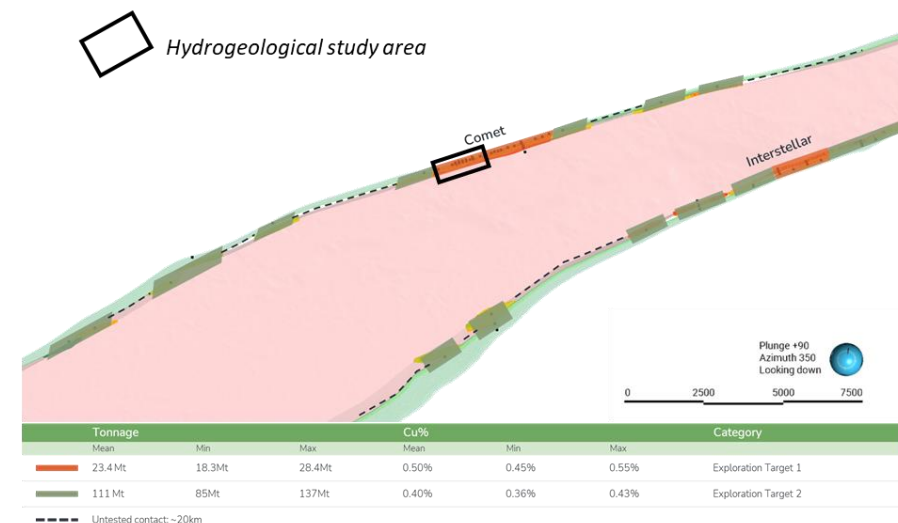 Hydrogeological study area
Comet
Interstellar
Plunge +90
Azimuth 350
Looking down
0 2500 5000 7500
Tonnage Cu% Category
Mean Min Max Mean Min Max
23.4 Mt 18.3Mt 28.4Mt 0.50% 0.45% 0.55% Exploration Target 1
111 Mt 85Mt 137Mt 0.40% 0.36% 0.43% Exploration Target 2
Untested contact: ~20km